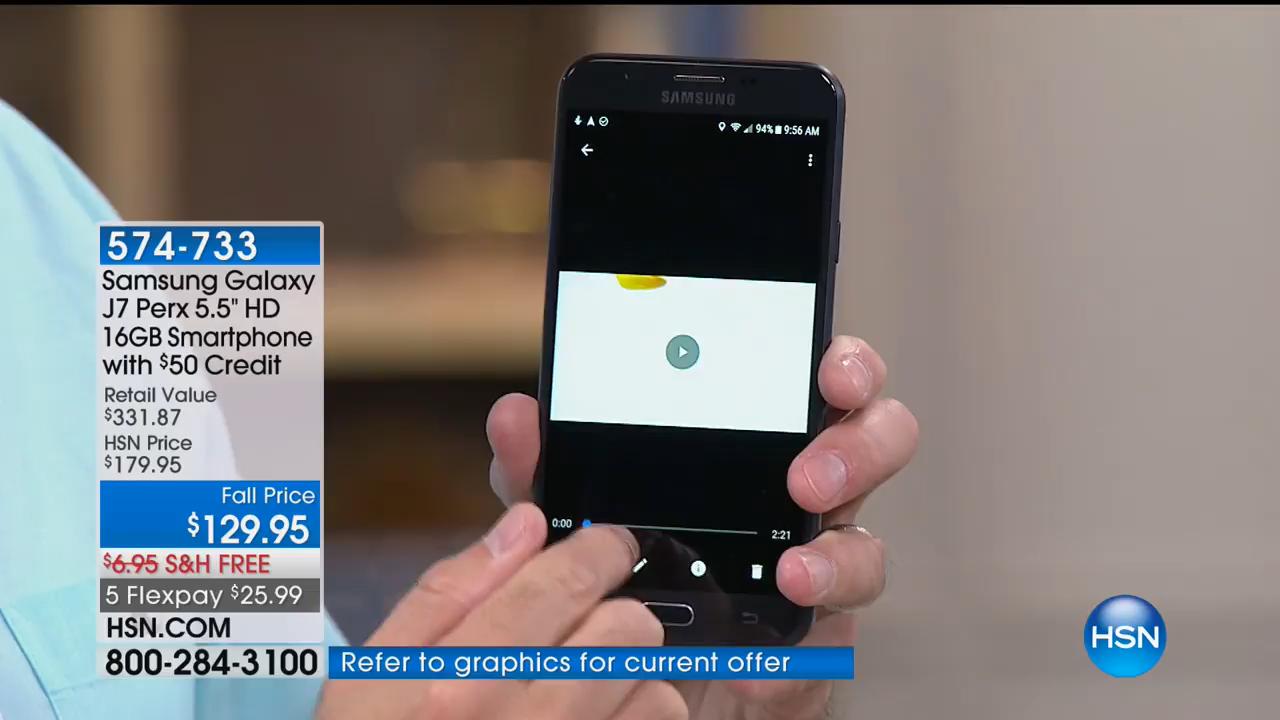 SAMSUNG
94% 9:56 AM
0:00
2:21
574-733
Samsung Galaxy
J7 Perx 5.5" HD
16GB Smartphone
with $50 Credit
Retail Value
$331.87
HSN Price
$179.95
Fall Price
$129.95
$6.95 S&H FREE
5 Flexpay $25.99
HSN.COM
800-284-3100
Refer to graphics for current offer
HSN